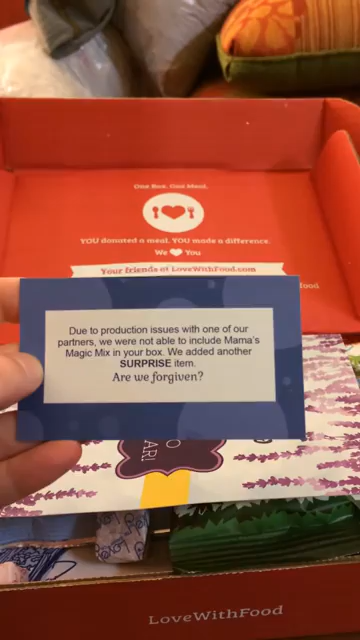 One Box. One Meal.
YOU donated a meal. YOU made a difference.
We You
Your friends at LoveWithFood.com
Due to production issues with one of our
partners, we were not able to include Mama's
Magic Mix in your box. We added another
SURPRISE item.
Are we forgiven?
LoveWithFood